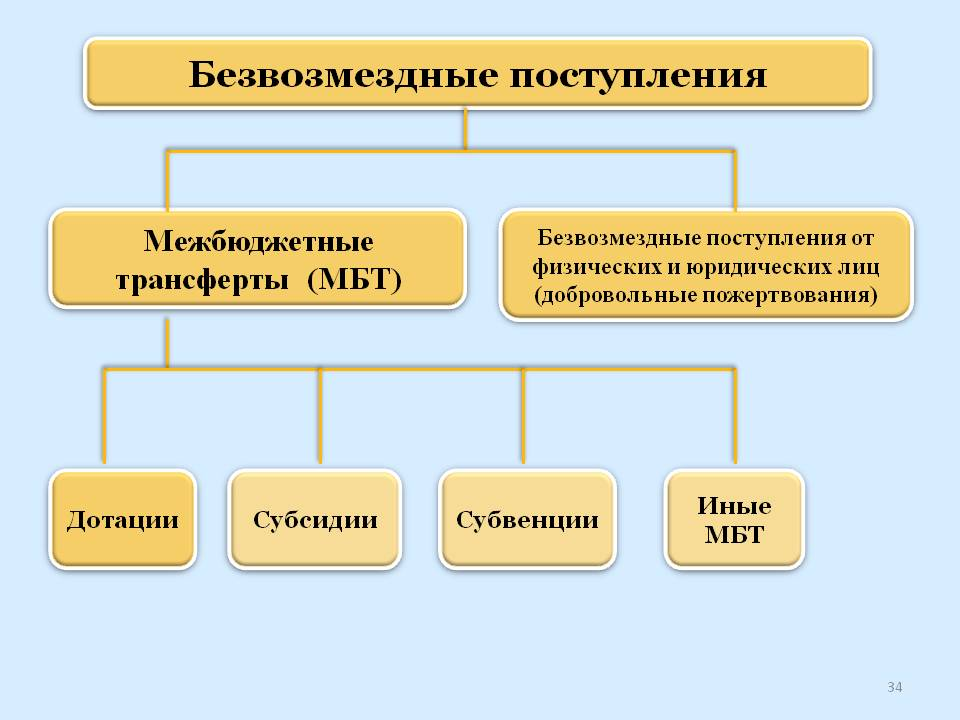 Безвозмездные поступления
Межбюджетные
трансферты (МБТ)
Безвозмездные поступления от
физических и юридических лиц
(добровольные пожертвования)
Дотации
Субсидии
Субвенции
Иные
МБТ
34